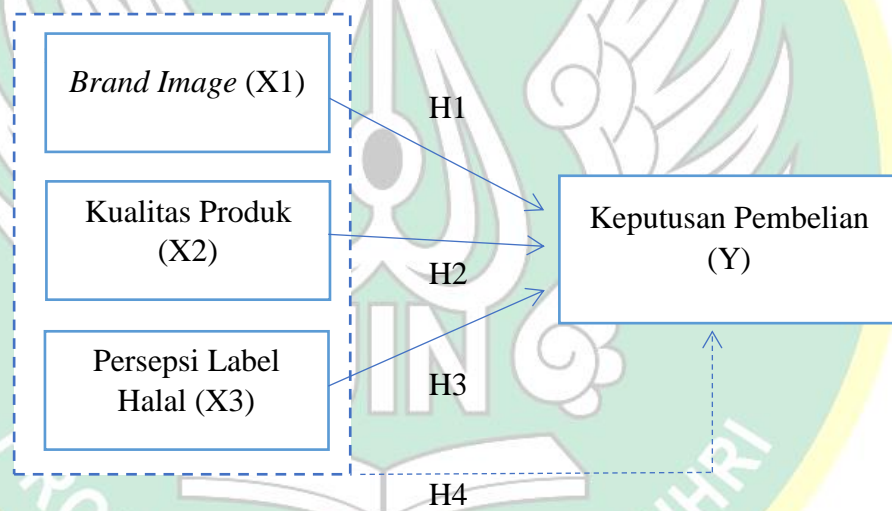 Brand Image (X1)
H1
Kualitas Produk
(X2)
Keputusan Pembelian
(Y)
H2
Persepsi Label
Halal (X3)
H3
H4